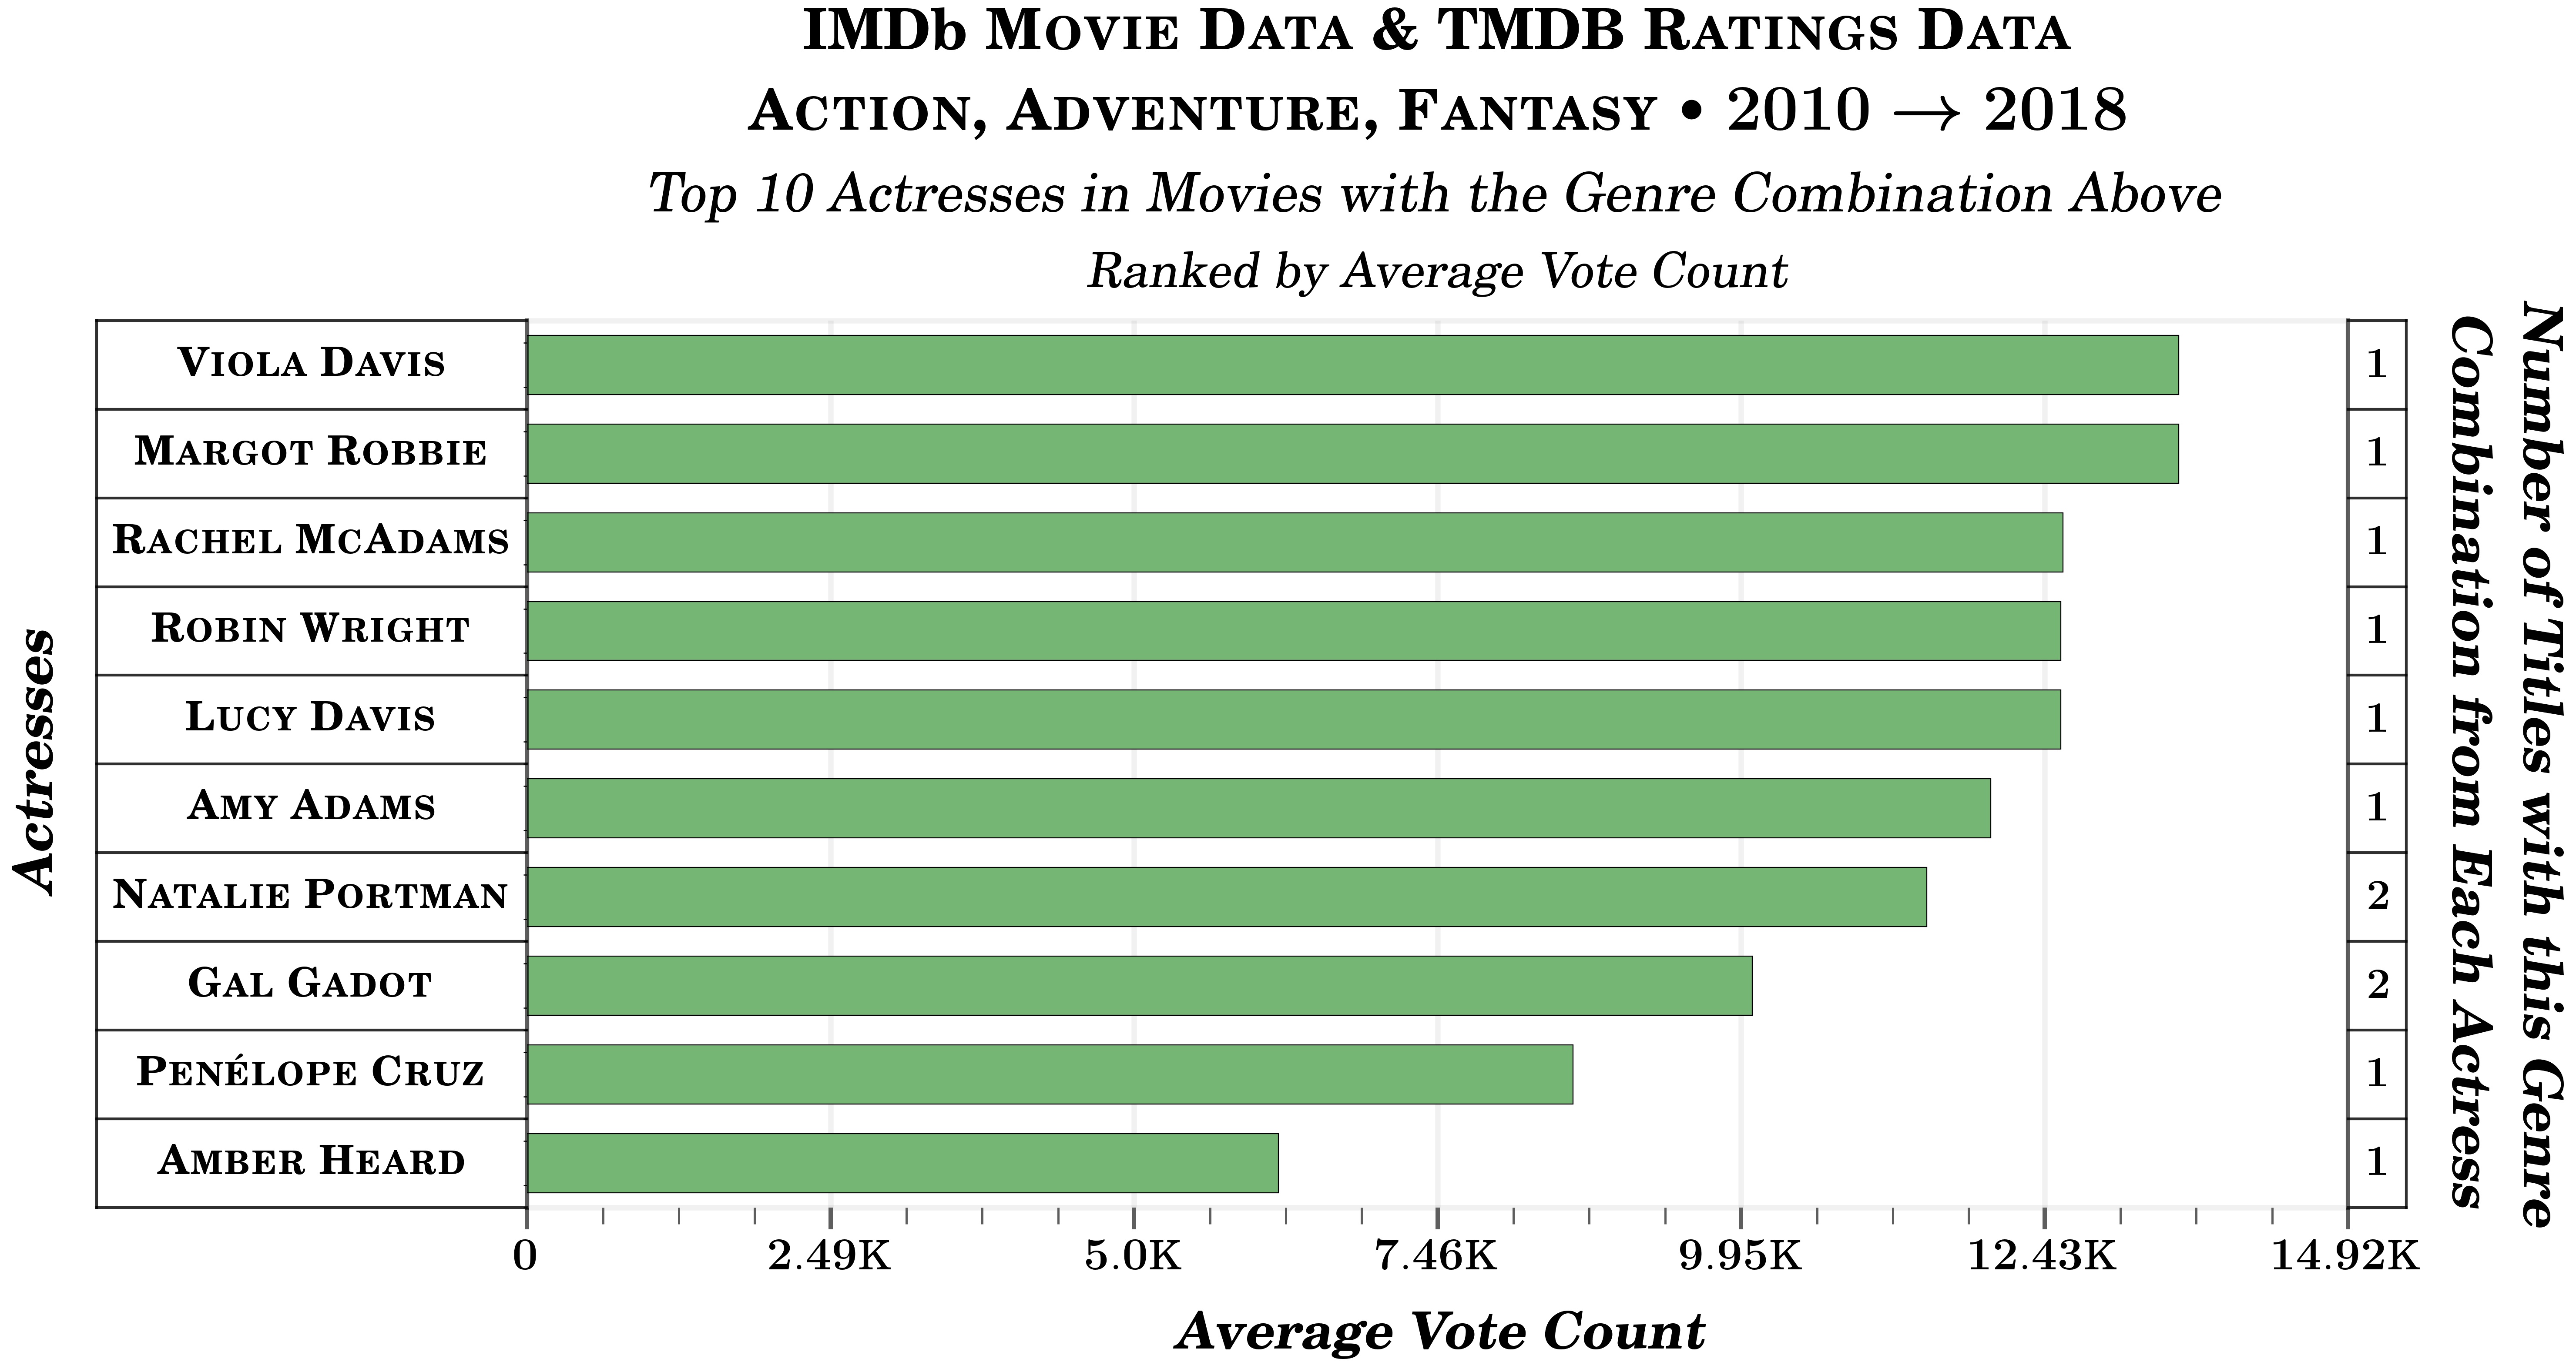 IMDb Movie Data & TMDB Ratings Data
Action, Adventure, Fantasy • 2010 → 2018
Top 10 Actresses in Movies with the Genre Combination Above
Ranked by Average Vote Count
Actresses
Viola Davis 1
Margot Robbie 1
Rachel McAdams 1
Robin Wright 1
Lucy Davis 1
Amy Adams 1
Natalie Portman 2
Gal Gadot 2
Penélope Cruz 1
Amber Heard 1
Number of Titles with this Genre
Combination from Each Actress
0 2.49K 5.0K 7.46K 9.95K 12.43K 14.92K
Average Vote Count